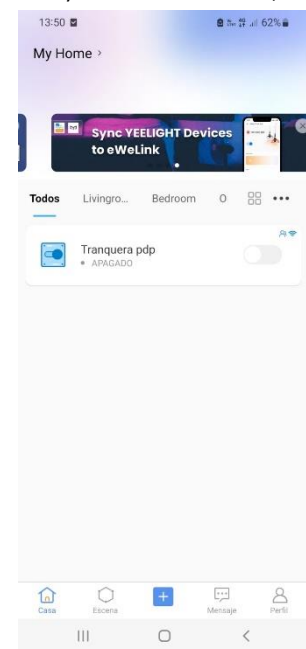 13:50
62%
My Home >
Sync YEELIGHT Devices
to eWeLink
Todos Livingro... Bedroom O
Tranquera pdp
APAGADO
Casa Escena Mensaje Perfil